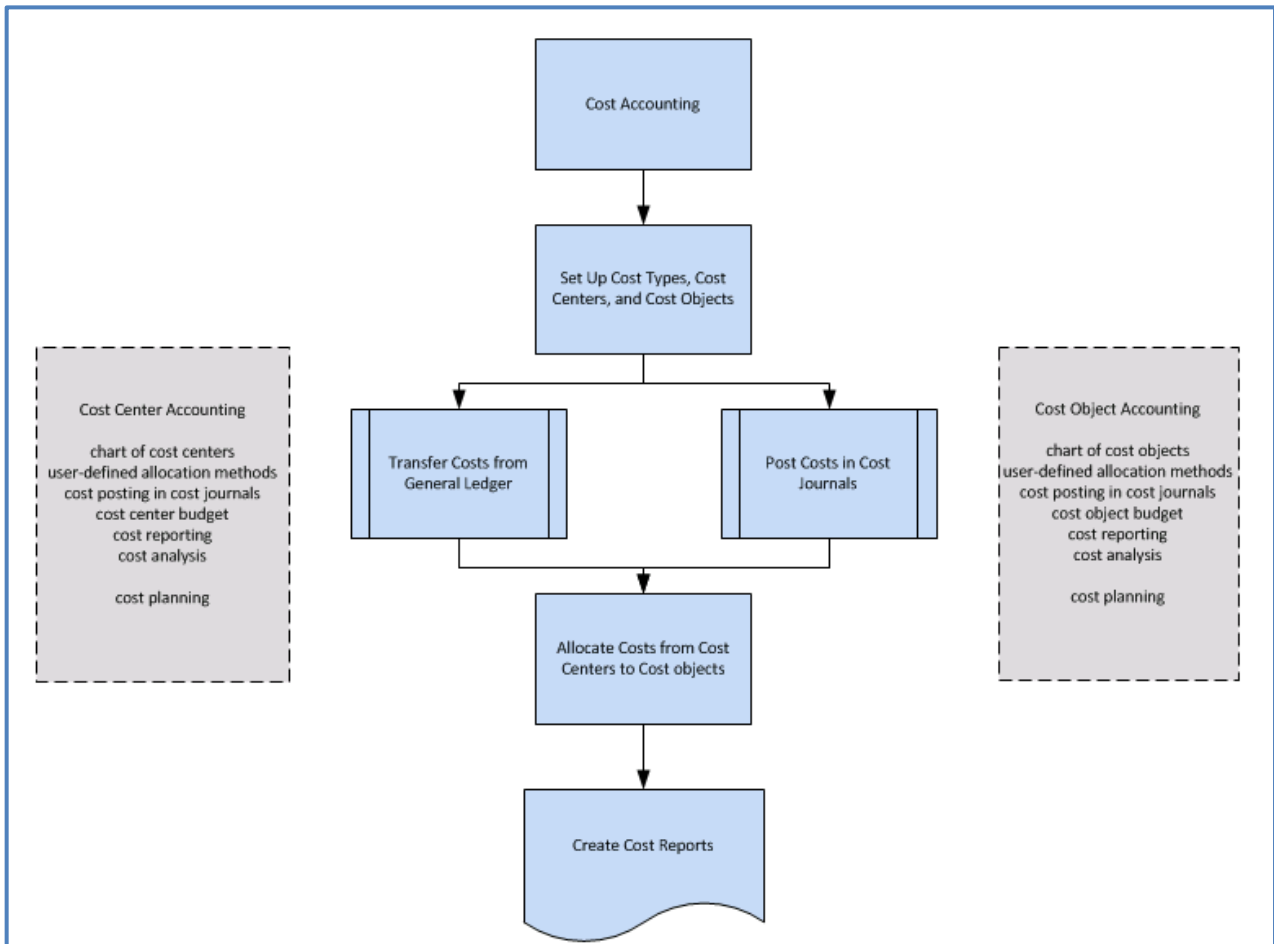 Cost Accounting
Set Up Cost Types, Cost
Centers, and Cost Objects
Cost Center Accounting
chart of cost centers
user-defined allocation methods
cost posting in cost journals
cost center budget
cost reporting
cost analysis
cost planning
Transfer Costs from
General Ledger
Post Costs in Cost
Journals
Cost Object Accounting
chart of cost objects
user-defined allocation methods
cost posting in cost journals
cost object budget
cost reporting
cost analysis
cost planning
Allocate Costs from Cost
Centers to Cost objects
Create Cost Reports